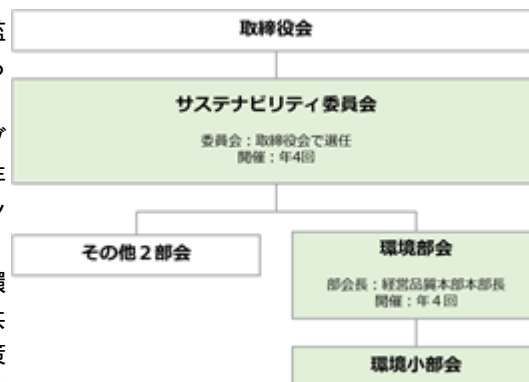 取締役会
サステナビリティ委員会
委員会：取締役会で選任
開催：年4回
その他２部会
環境部会
部会長：経営品質本部本部長
開催：年４回
環境小部会